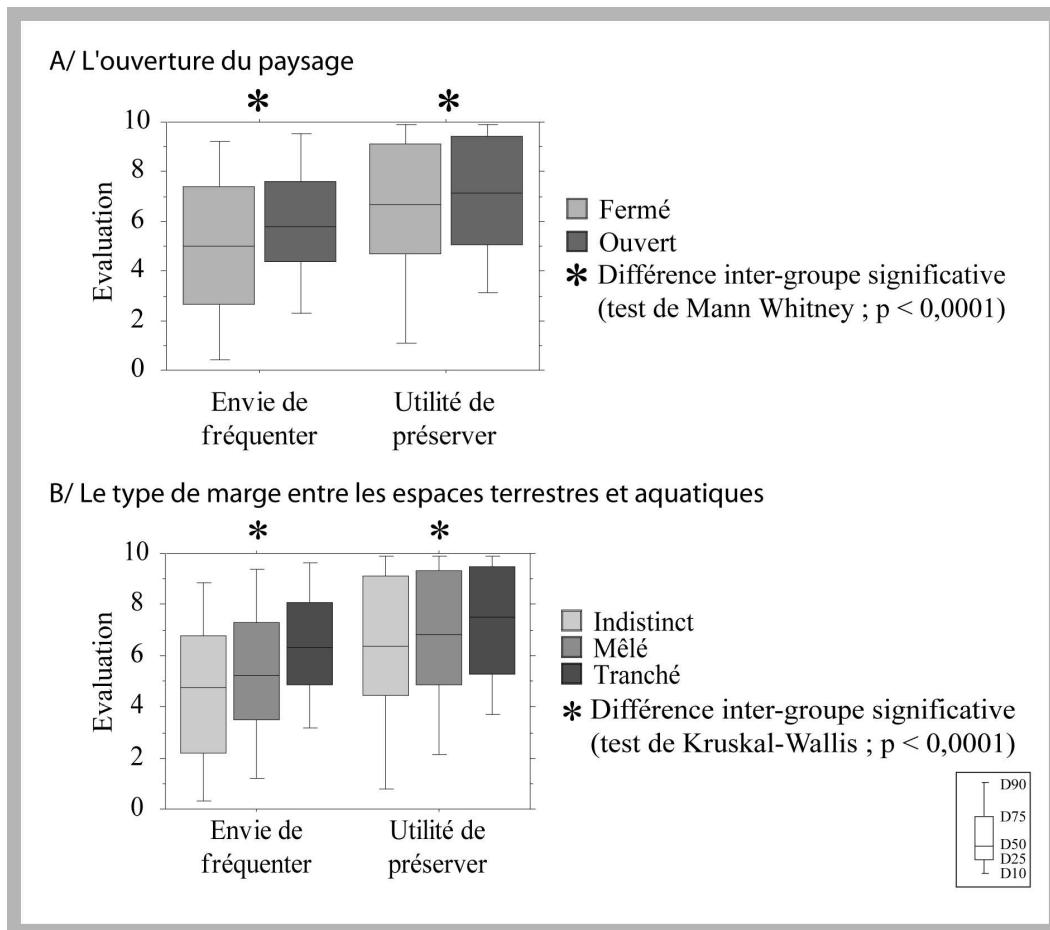 A/ L'ouverture du paysage
*
*
Evaluation
10
8
6
4
2
0
Envie de
fréquenter
Utilité de
préserver
Fermé
Ouvert
* Différence inter-groupe significative
(test de Mann Whitney ; p < 0,0001)
B/ Le type de marge entre les espaces terrestres et aquatiques
*
*
Evaluation
10
8
6
4
2
0
Envie de
fréquenter
Utilité de
préserver
Indistinct
Mêlé
Tranché
* Différence inter-groupe significative
(test de Kruskal-Wallis ; p < 0,0001)
D90
D75
D50
D25
D10